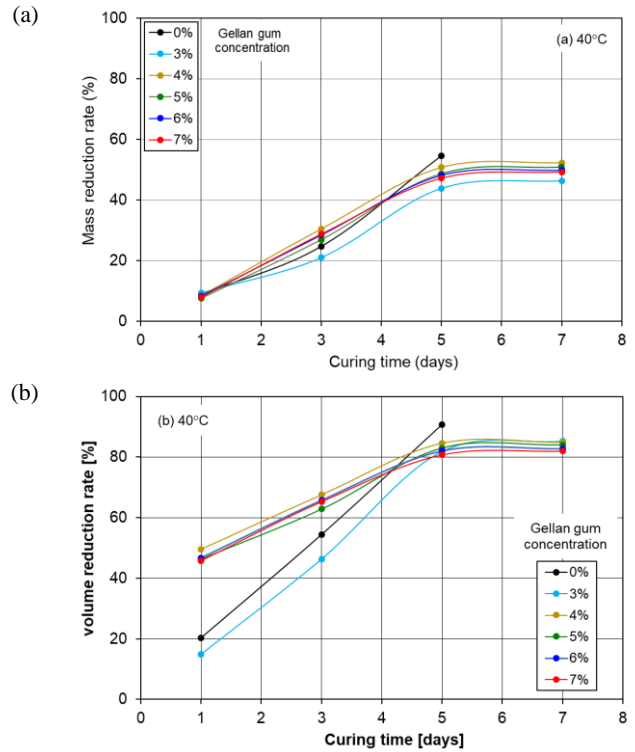 (a)
100
80
60
40
20
0
Mass reduction rate (%)
0%
3%
4%
5%
6%
7%
Gellan gum
concentration
(a) 40°C
0 1 2 3 4 5 6 7 8
Curing time (days)
(b)
100
80
60
40
20
0
volume reduction rate [%]
(b) 40°C
Gellan gum
concentration
0%
3%
4%
5%
6%
7%
0 1 2 3 4 5 6 7 8
Curing time [days]